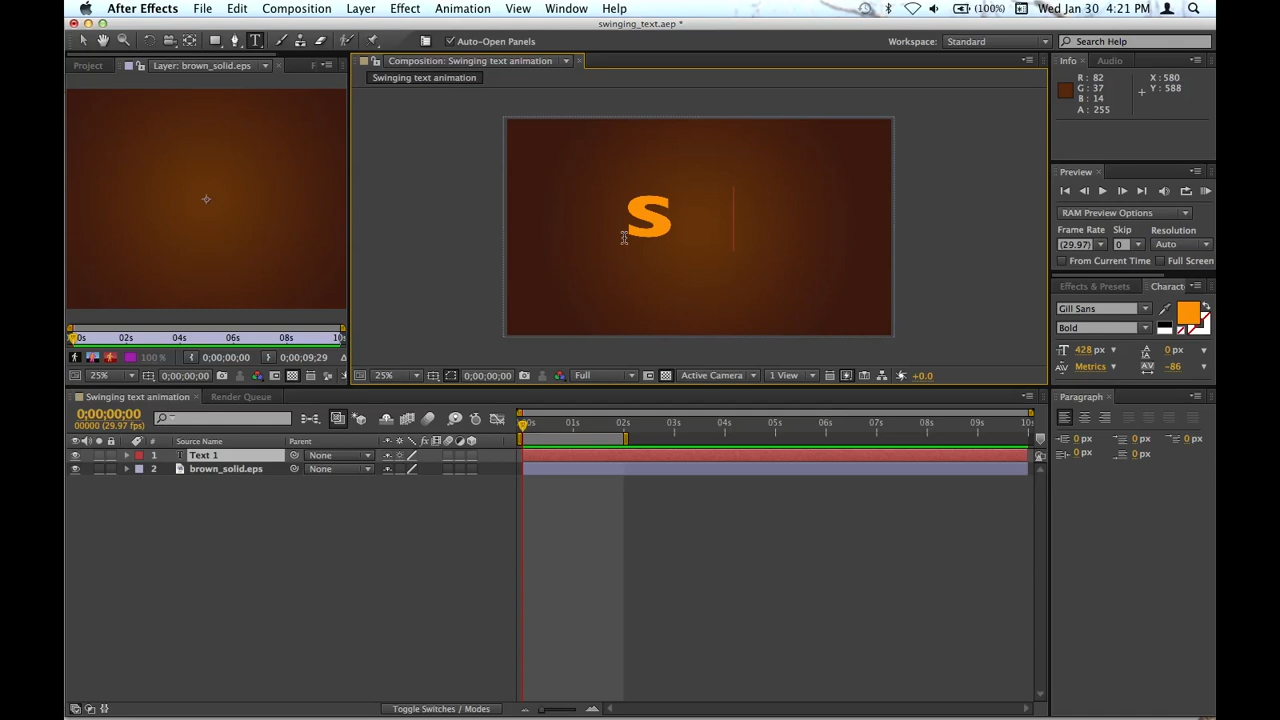 After Effects File Edit Composition Layer Effect Animation View Window Help (100%) Wed Jan 30 4:21 PM
swinging_text.aep *
T Auto-Open Panels Workspace: Standard Search Help
Project Layer: brown_solid.eps F Composition: Swinging text animation Info Audio
Swinging text animation
R : 82 X : 580
G : 37 Y : 588
B : 14
A : 255
s
Preview
RAM Preview Options
Frame Rate Skip Resolution
(29.97) 0 Auto
From Current Time Full Screen
Effects & Presets Charact
Gill Sans
Bold
428 px 0 px
Metrics -86
0s 02s 04s 06s 08s 10s
100 % 0;00;00;00 0;00;09;29
25% 0;00;00;00 25% 0;00;00;00 Full Active Camera 1 View +0.0
Swinging text animation Render Queue Paragraph
0;00;00;00
00000 (29.97 fps)
00s 01s 02s 03s 04s 05s 06s 07s 08s 09s 10s
# Source Name Parent
1 T Text 1 None
2 brown_solid.eps None
0 px 0 px 0 px
0 px 0 px
Toggle Switches / Modes